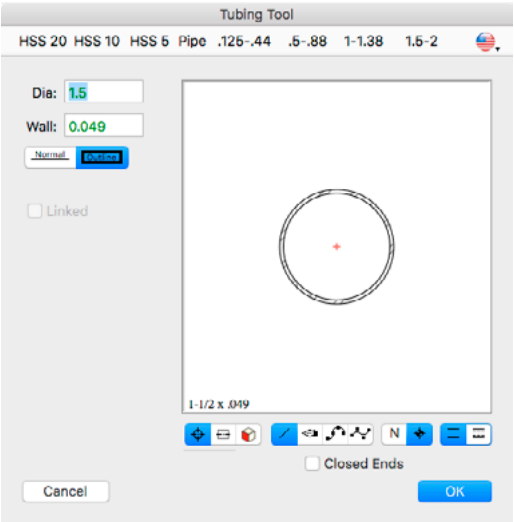 Tubing Tool
HSS 20 HSS 10 HSS 5 Pipe .125-.44 .5-.88 1-1.38 1.5-2
Dia: 1.5
Wall: 0.049
Normal Outline
Linked
1-1/2 x .049
N
Closed Ends
Cancel OK